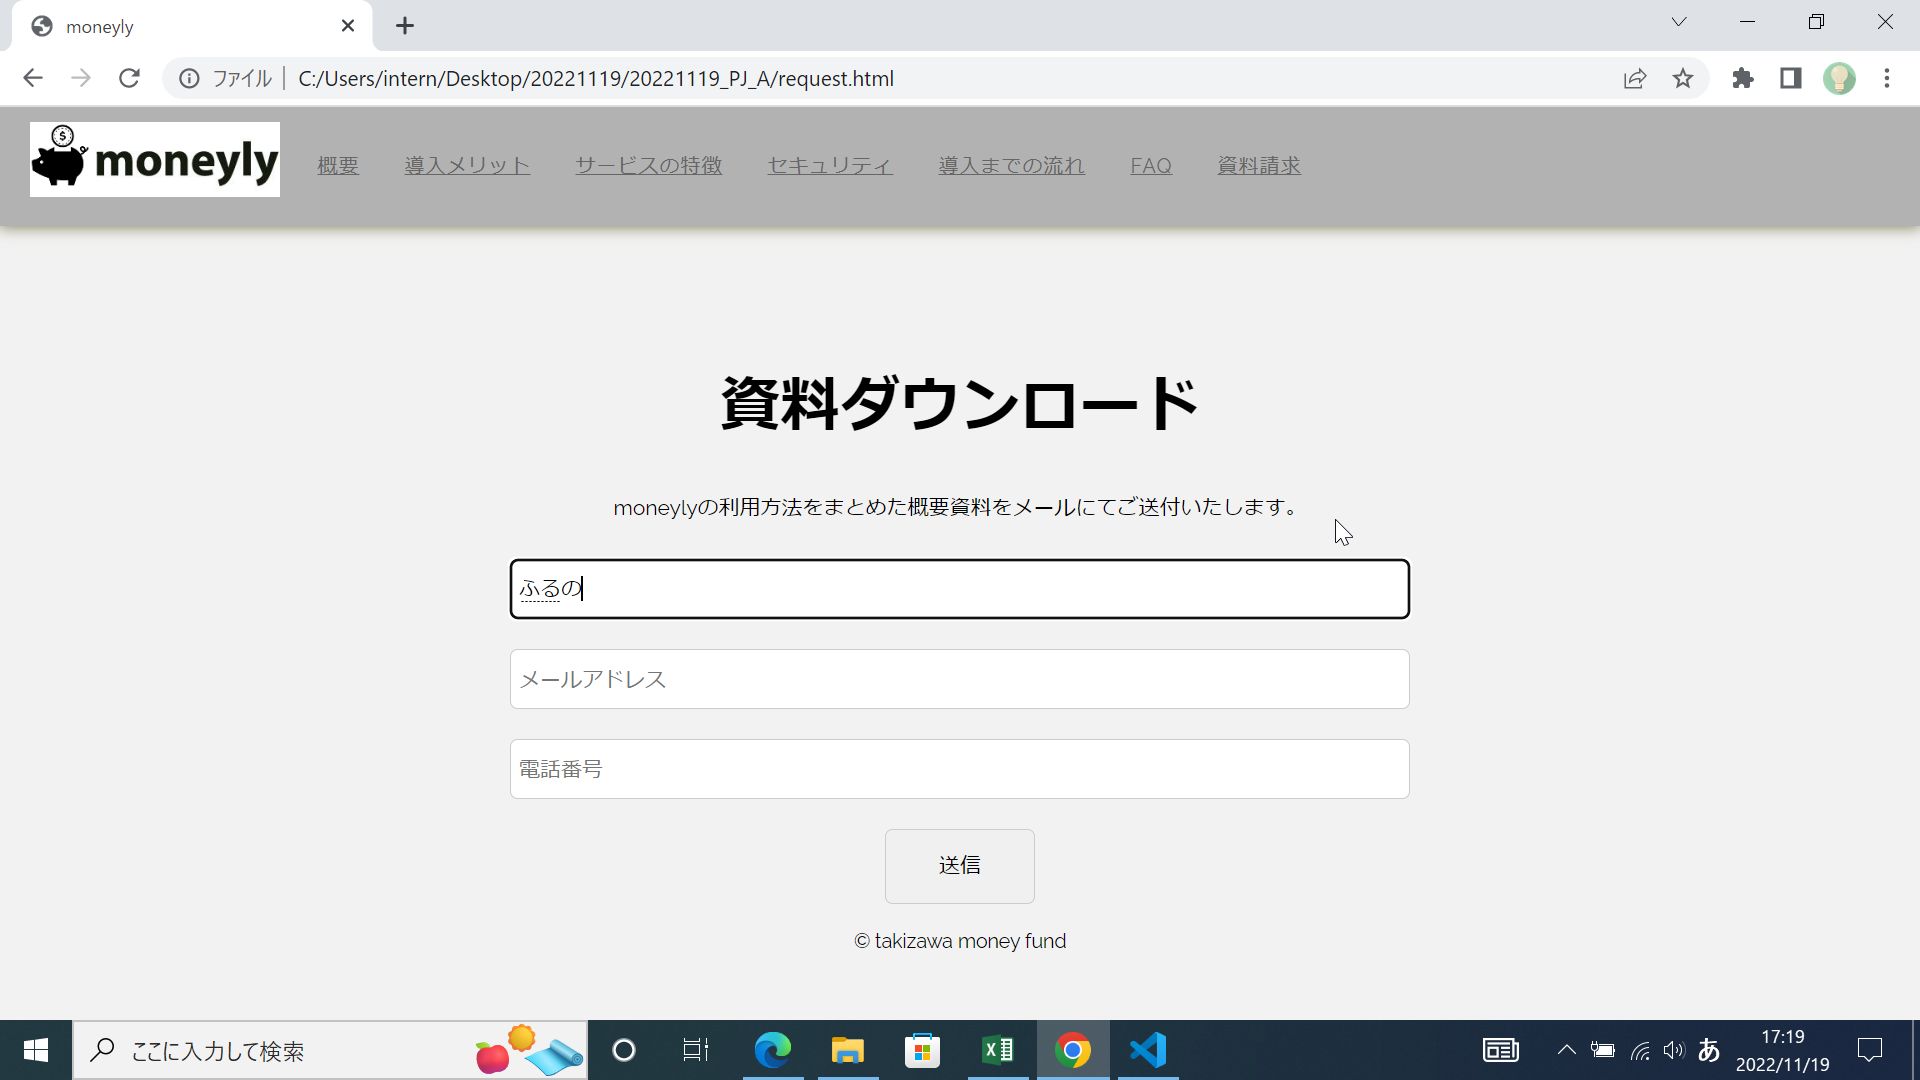 moneyly
ファイル | C:/Users/intern/Desktop/20221119/20221119_PJ_A/request.html
$ moneyly 概要 導入メリット サービスの特徴 セキュリティ 導入までの流れ FAQ 資料請求
資料ダウンロード
moneylyの利用方法をまとめた概要資料をメールにてご送付いたします。
ふるの
メールアドレス
電話番号
送信
© takizawa money fund
ここに入力して検索
あ
17:19
2022/11/19